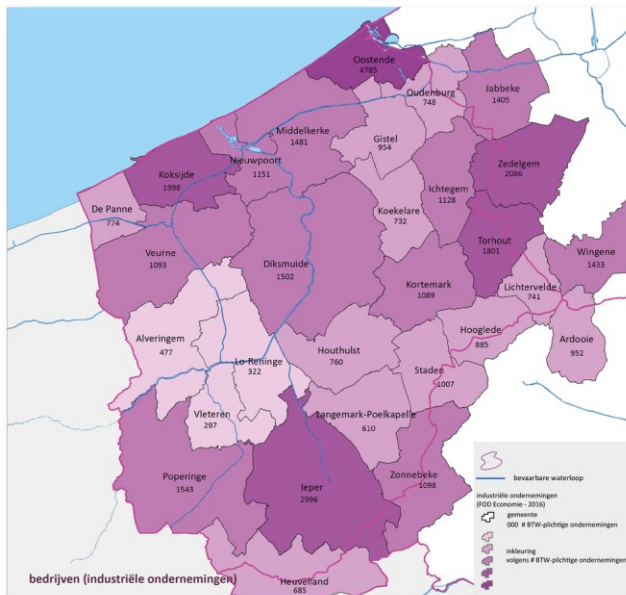 Oostende
4785
Oudenburg
748
Jabbeke
1405
Middelkerke
1481
Gistel
954
Nieuwpoort
1151
Zedelgem
2086
Koksijde
1998
Ichtegem
1128
De Panne
774
Koekelare
732
Torhout
1801
Veurne
1093
Diksmuide
1502
Wingene
1433
Kortemark
1089
Lichtervelde
741
Hooglede
885
Ardooie
952
Alveringem
477
Lo-Reninge
322
Houthulst
760
Staden
1007
Vleteren
297
Langemark-Poelkapelle
610
Poperinge
1543
Ieper
2996
Zonnebeke
1098
Heuvelland
685
bedrijven (industriële ondernemingen)
bevaarbare waterloop
industriële ondernemingen
(FOD Economie - 2016)
gemeente
000 # BTW-plichtige ondernemingen
inkleuring
volgens # BTW-plichtige ondernemingen